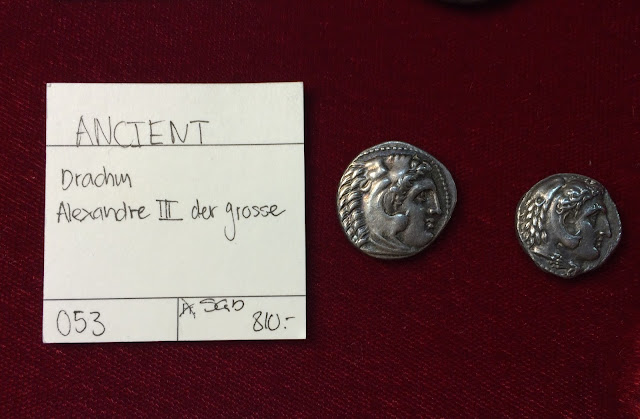 ANCIENT
Drachm
Alexandre III der grosse
053
810.-